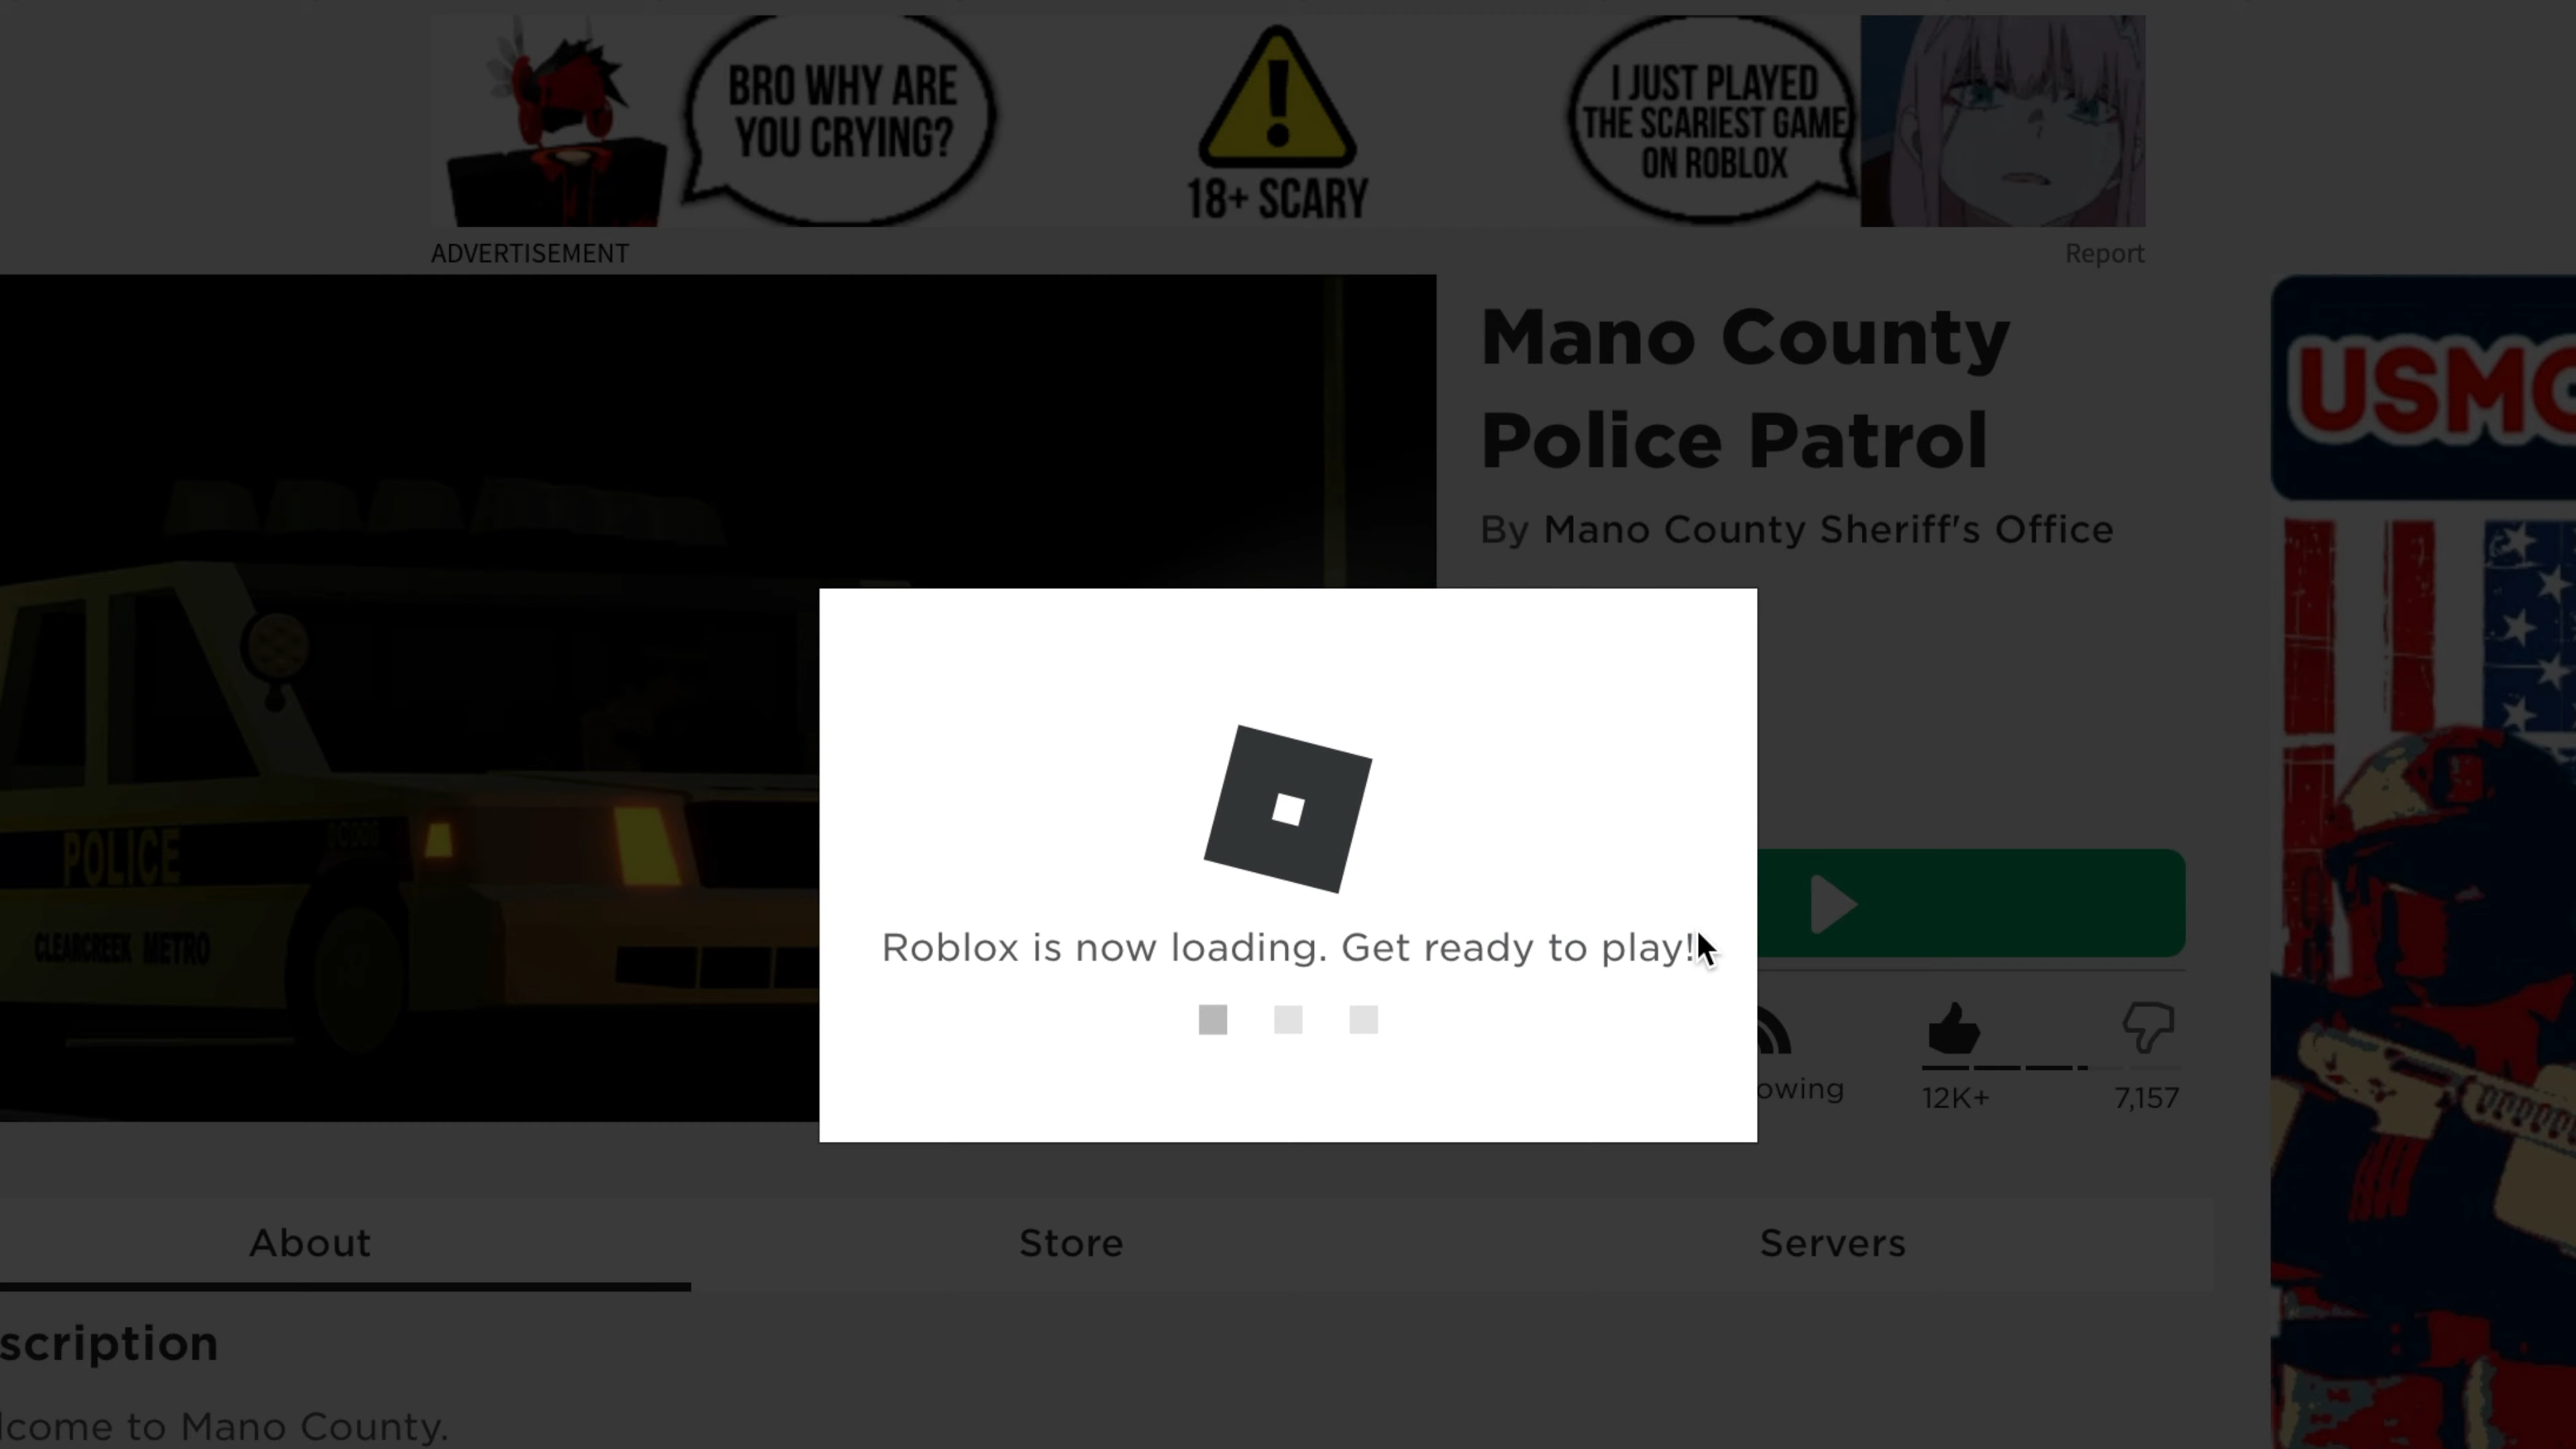 BRO WHY ARE
YOU CRYING?
18+ SCARY
I JUST PLAYED
THE SCARIEST GAME
ON ROBLOX
ADVERTISEMENT
Report
Mano County
Police Patrol
By Mano County Sheriff's Office
USMC
POLICE
CLEARCREEK METRO
Roblox is now loading. Get ready to play!
owing
12K+
7,157
About
Store
Servers
scription
lcome to Mano County.